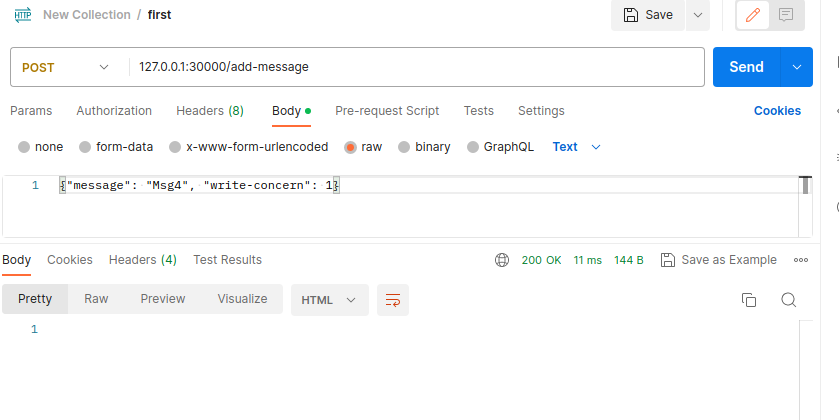 HTTP New Collection / first Save
POST 127.0.0.1:30000/add-message Send
Params Authorization Headers (8) Body Pre-request Script Tests Settings Cookies
none form-data x-www-form-urlencoded raw binary GraphQL Text
1 {"message": "Msg4", "write-concern": 1}
Body Cookies Headers (4) Test Results 200 OK 11 ms 144 B Save as Example
Pretty Raw Preview Visualize HTML
1